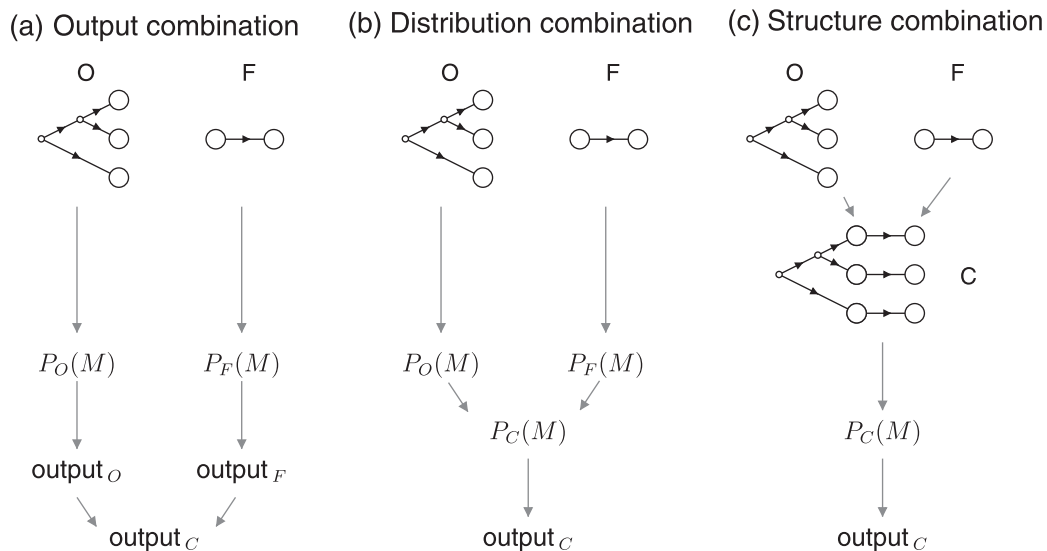 (a) Output combination
O F
P_O(M) P_F(M)
output_O output_F
output_C
(b) Distribution combination
O F
P_O(M) P_F(M)
P_C(M)
output_C
(c) Structure combination
O F
C
P_C(M)
output_C